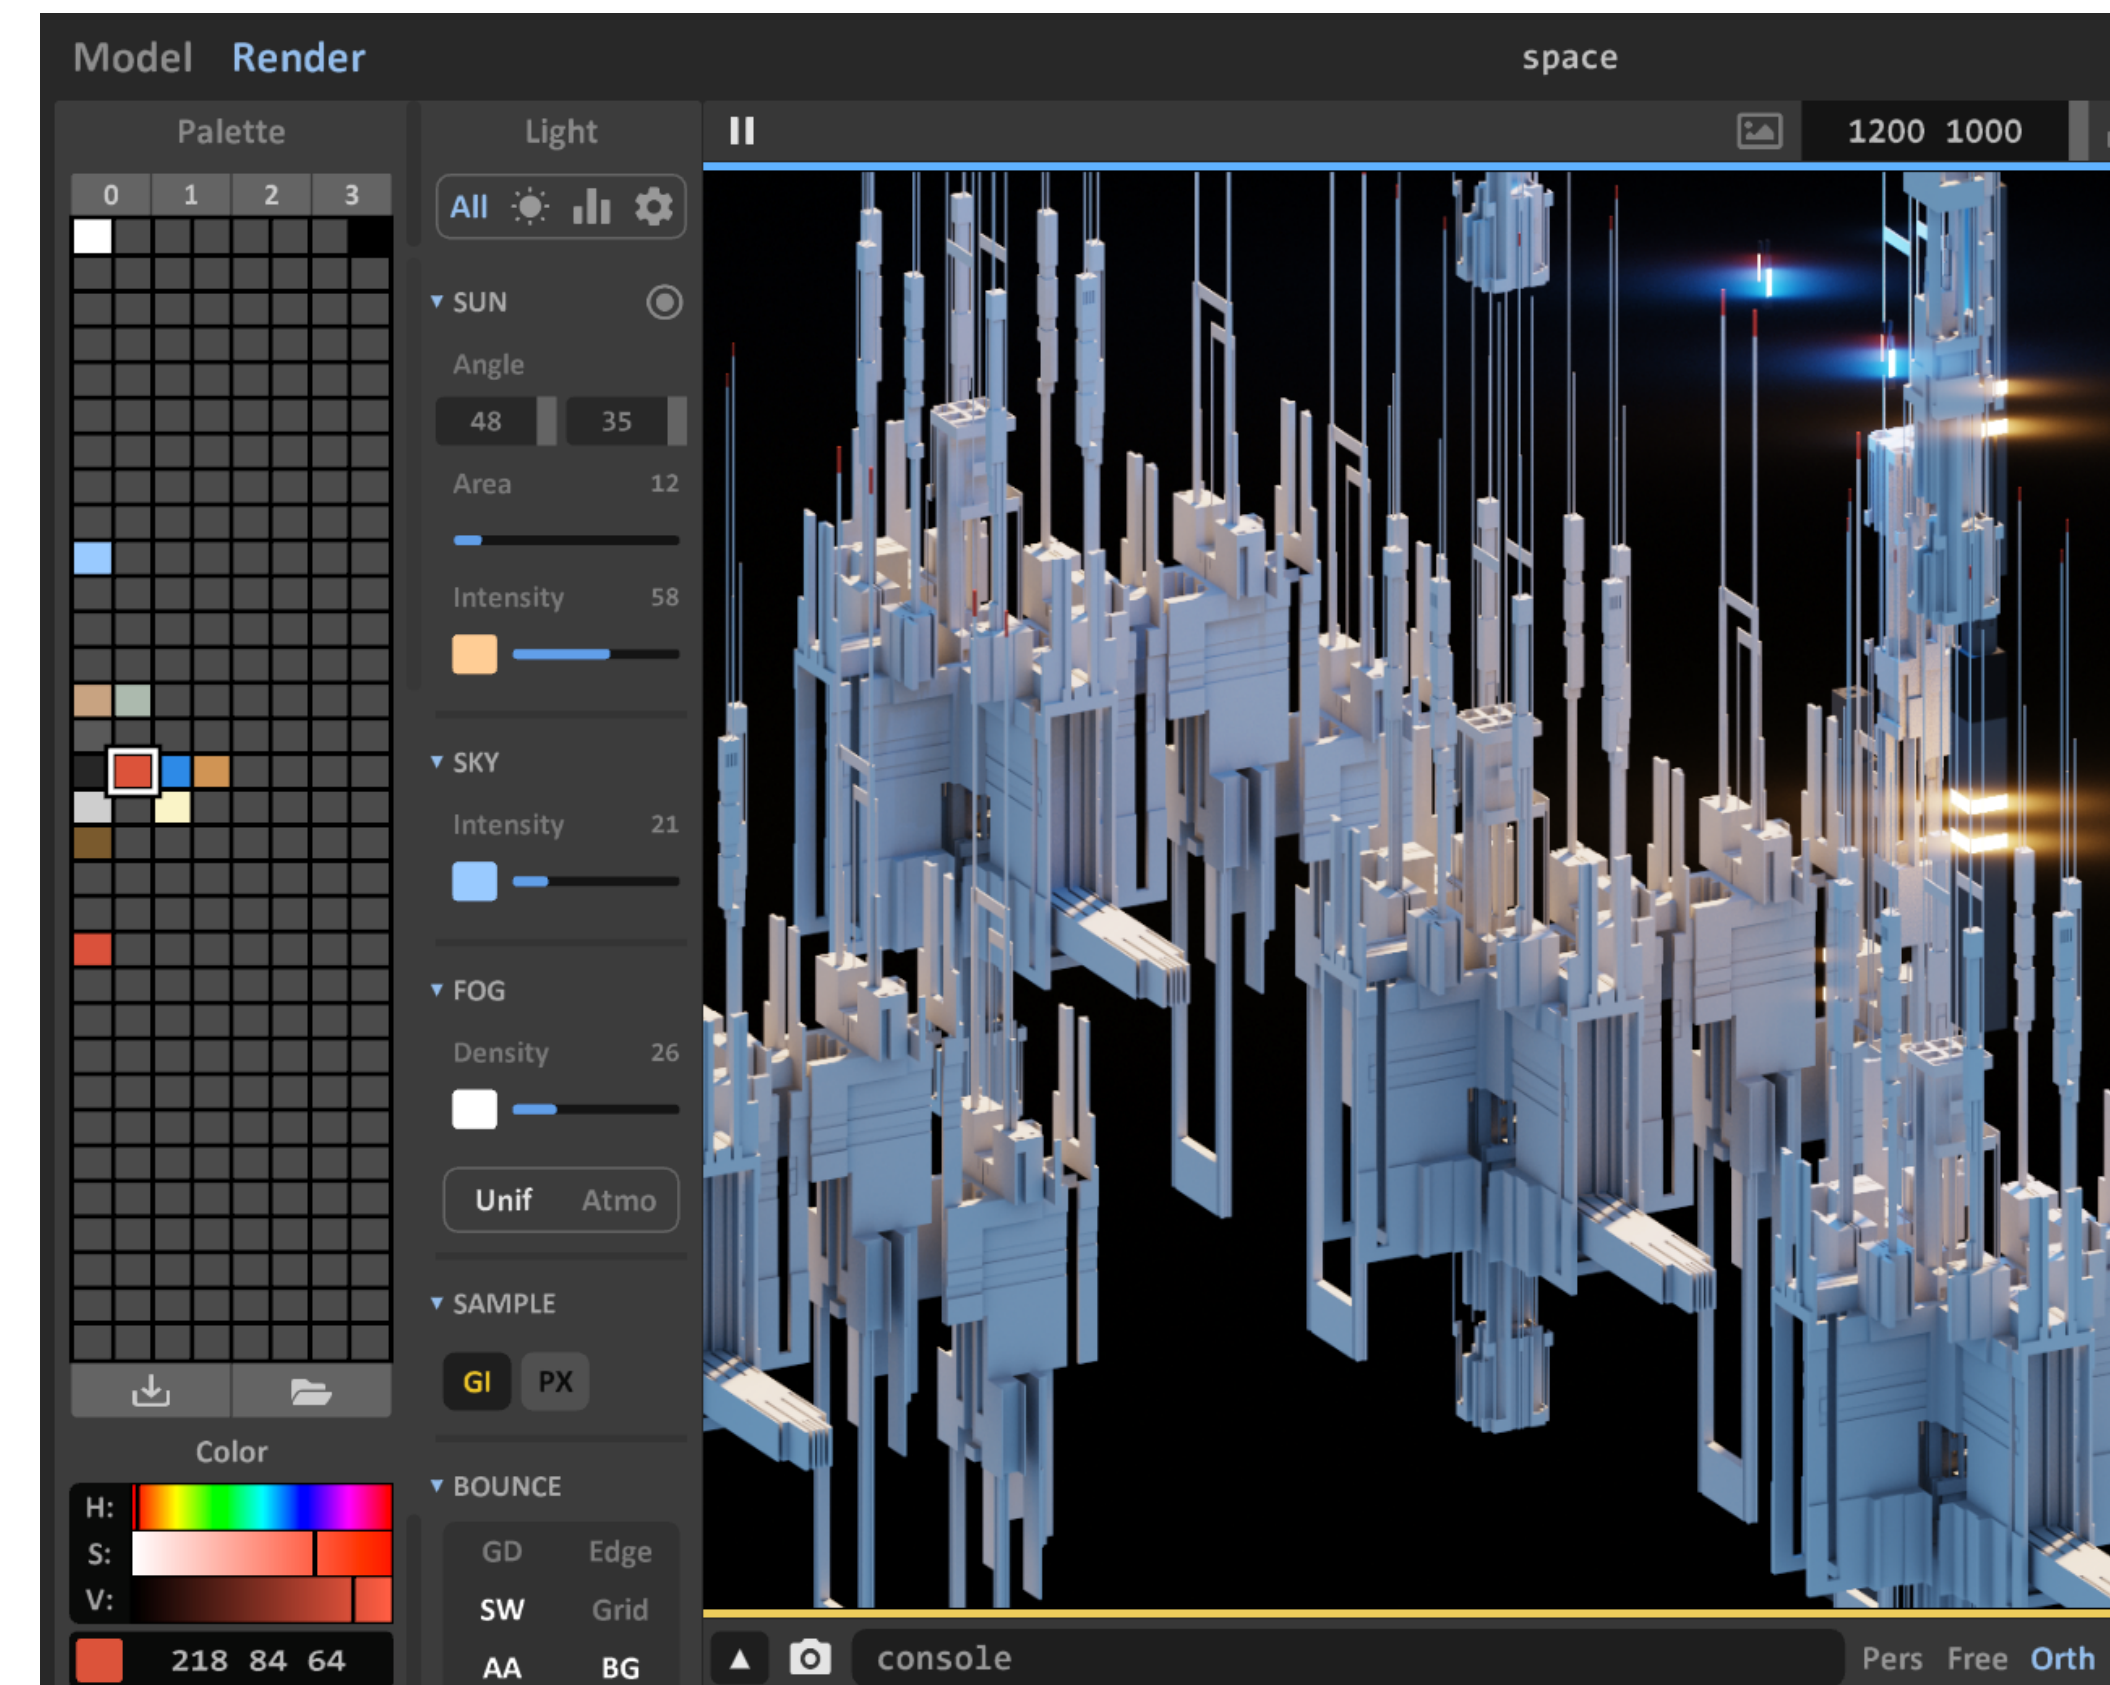 Model Render space
Palette
Light
1200 1000
0 1 2 3
All
SUN
Angle
48 35
Area 12
Intensity 58
SKY
Intensity 21
FOG
Density 26
Unif Atmo
SAMPLE
GI PX
Color
BOUNCE
H:
S:
V:
GD Edge
SW Grid
AA BG
218 84 64
console
Pers Free Orth